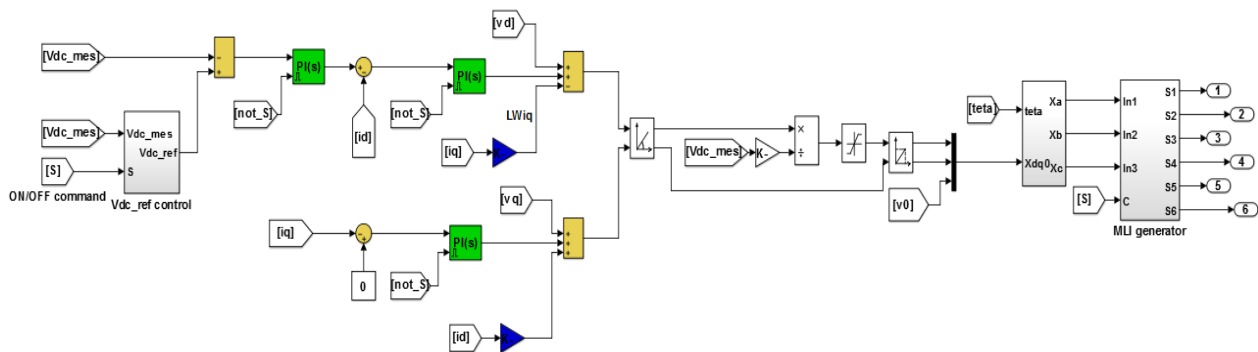 [vd]
[Vdc_mes]
PI(s)
PI(s)
[not_S]
[not_S]
[id]
LWiq
[Vdc_mes]
[S]
ON/OFF command
Vdc_mes
Vdc_ref
S
Vdc_ref control
[iq]
K-
[Vdc_mes]
K-
×
÷
[v0]
[teta]
teta
Xdq0
Xa
Xb
Xc
[S]
In1
In2
In3
C
S1
S2
S3
S4
S5
S6
MLI generator
1
2
3
4
5
6
[vq]
[iq]
PI(s)
0
[not_S]
[id]
K-